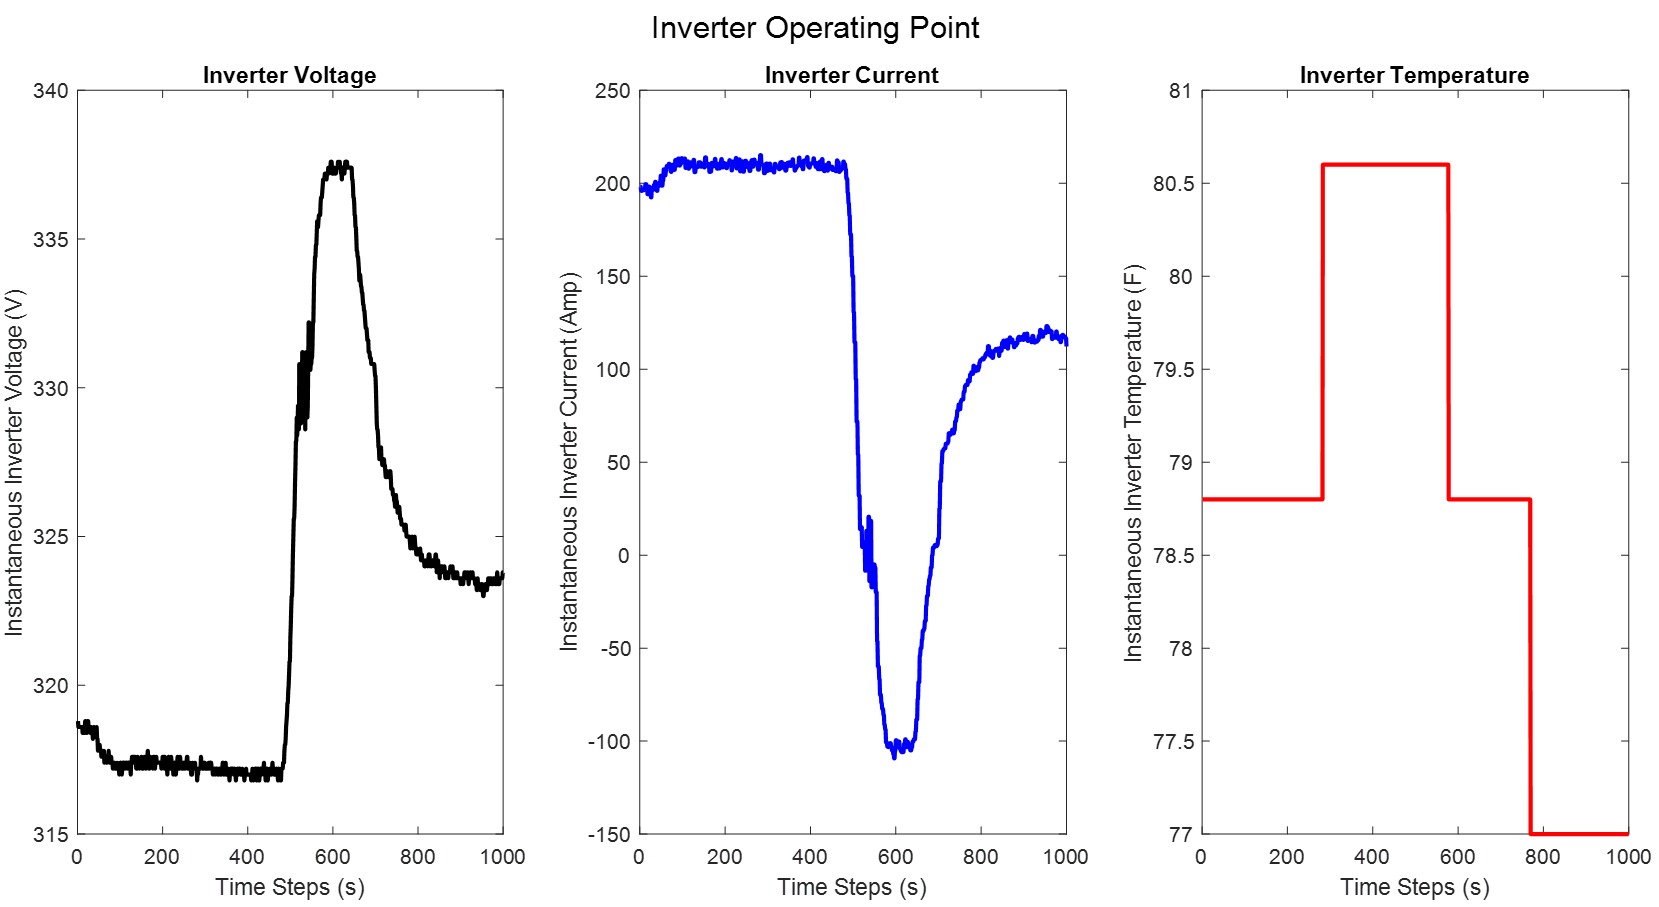 Inverter Operating Point
Inverter Voltage
340
335
330
325
320
315
0 200 400 600 800 1000
Time Steps (s)
Instantaneous Inverter Voltage (V)
Inverter Current
250
200
150
100
50
0
-50
-100
-150
0 200 400 600 800 1000
Time Steps (s)
Instantaneous Inverter Current (Amp)
Inverter Temperature
81
80.5
80
79.5
79
78.5
78
77.5
77
0 200 400 600 800 1000
Time Steps (s)
Instantaneous Inverter Temperature (F)